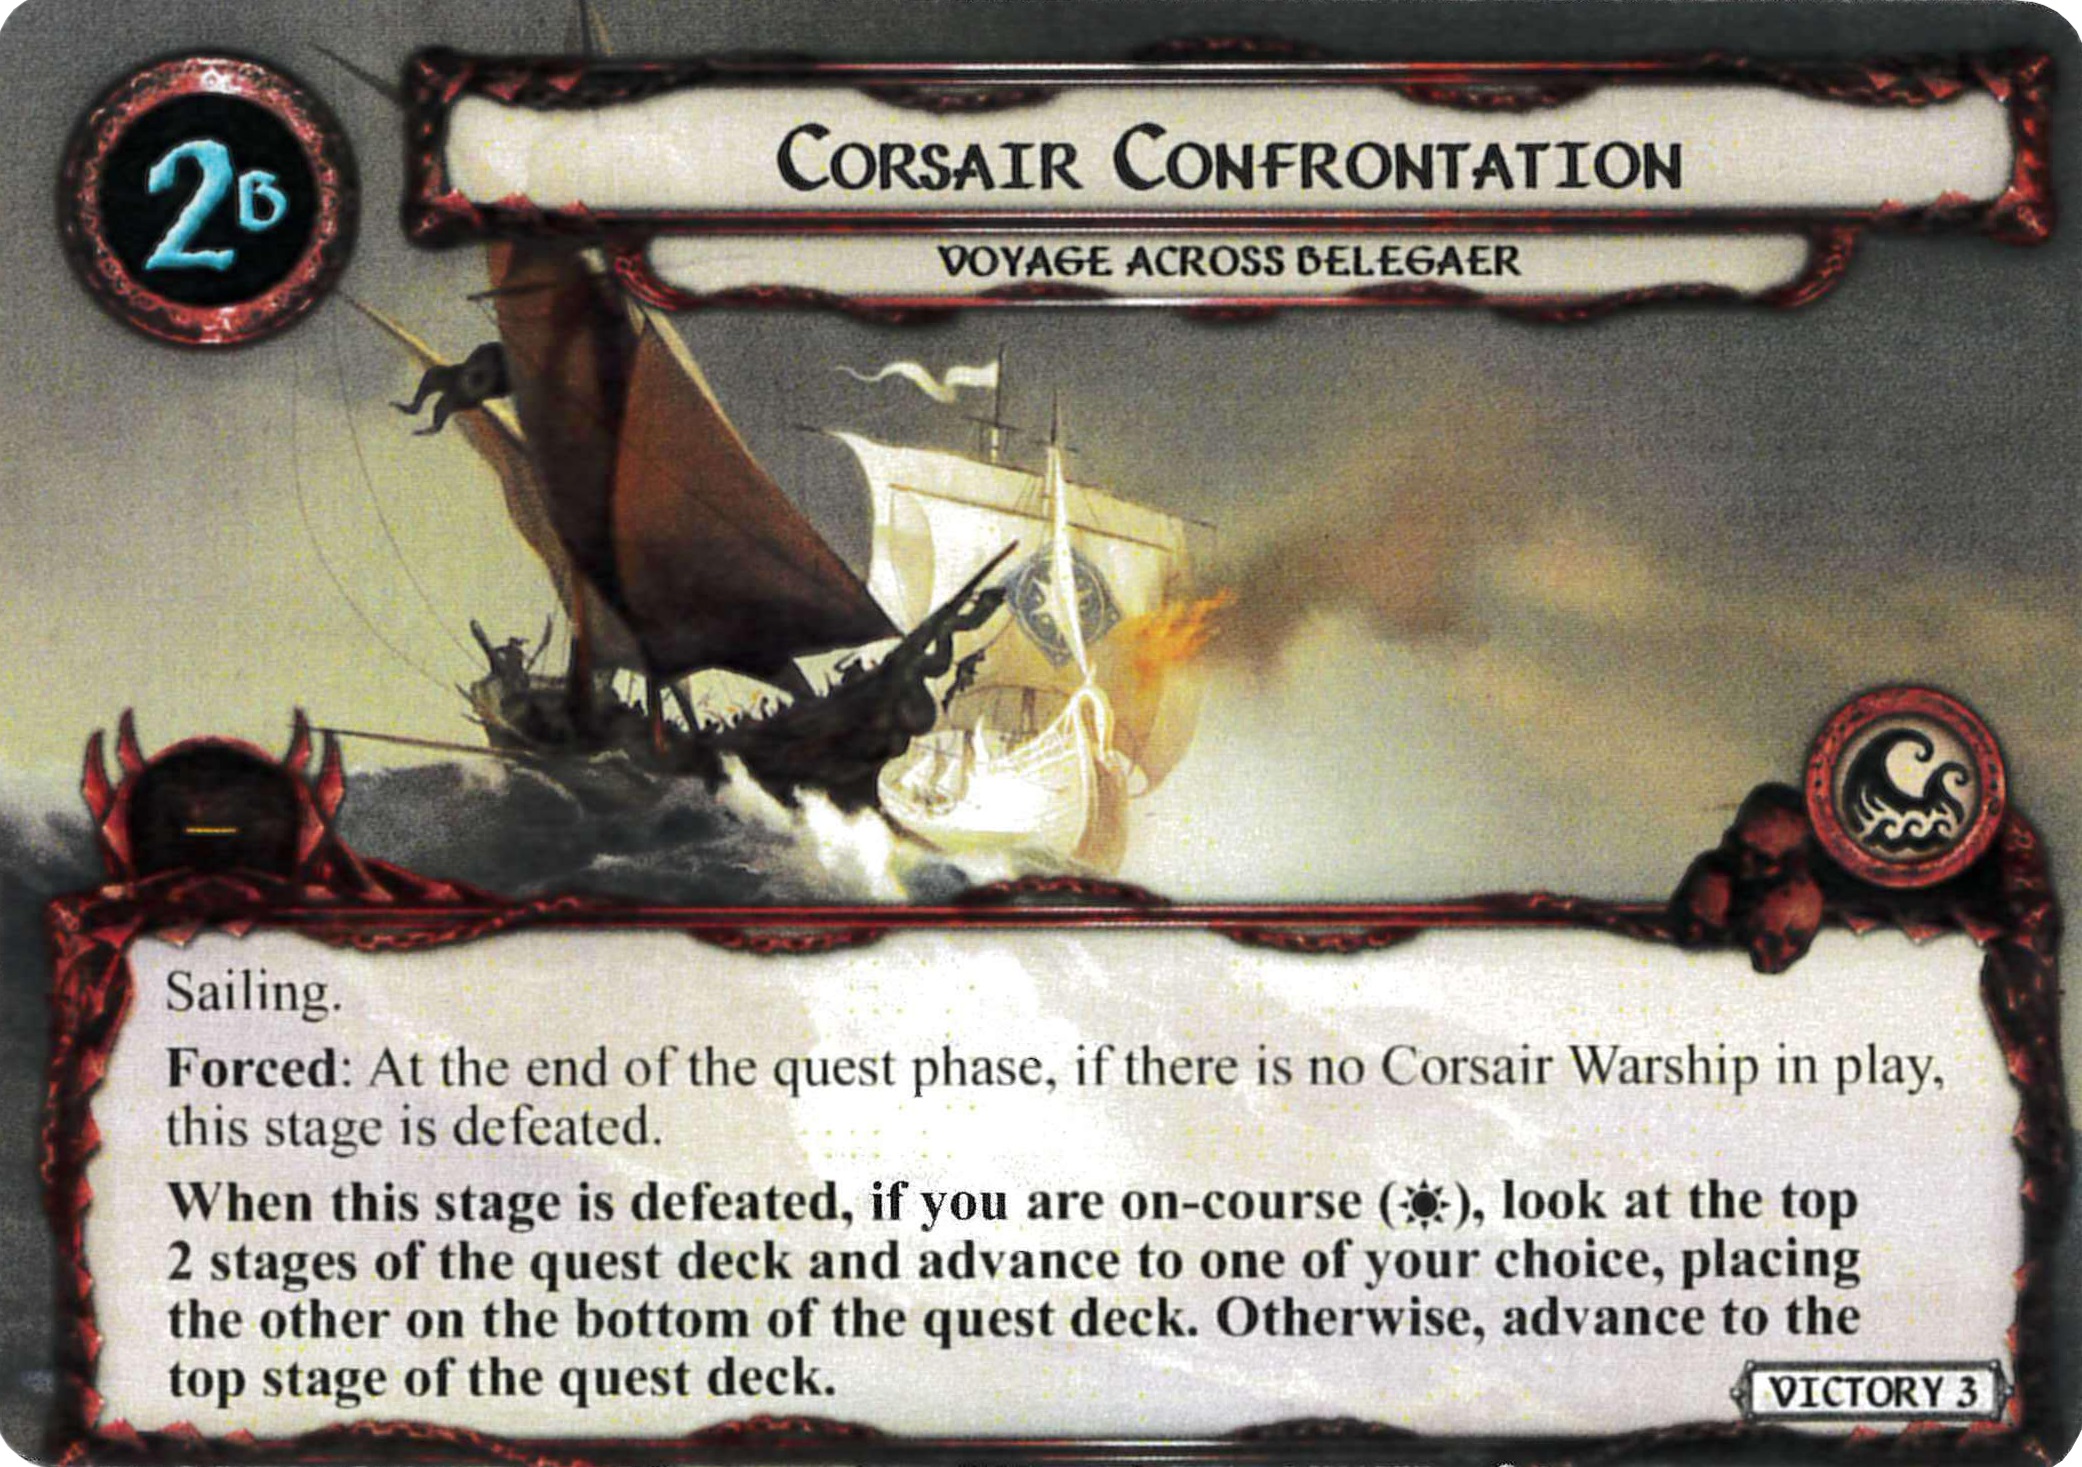 2B
CORSAIR CONFRONTATION
VOYAGE ACROSS BELEGAER
–
Sailing.
Forced: At the end of the quest phase, if there is no Corsair Warship in play,
this stage is defeated.
When this stage is defeated, if you are on-course (☀), look at the top
2 stages of the quest deck and advance to one of your choice, placing
the other on the bottom of the quest deck. Otherwise, advance to the
top stage of the quest deck.
VICTORY 3